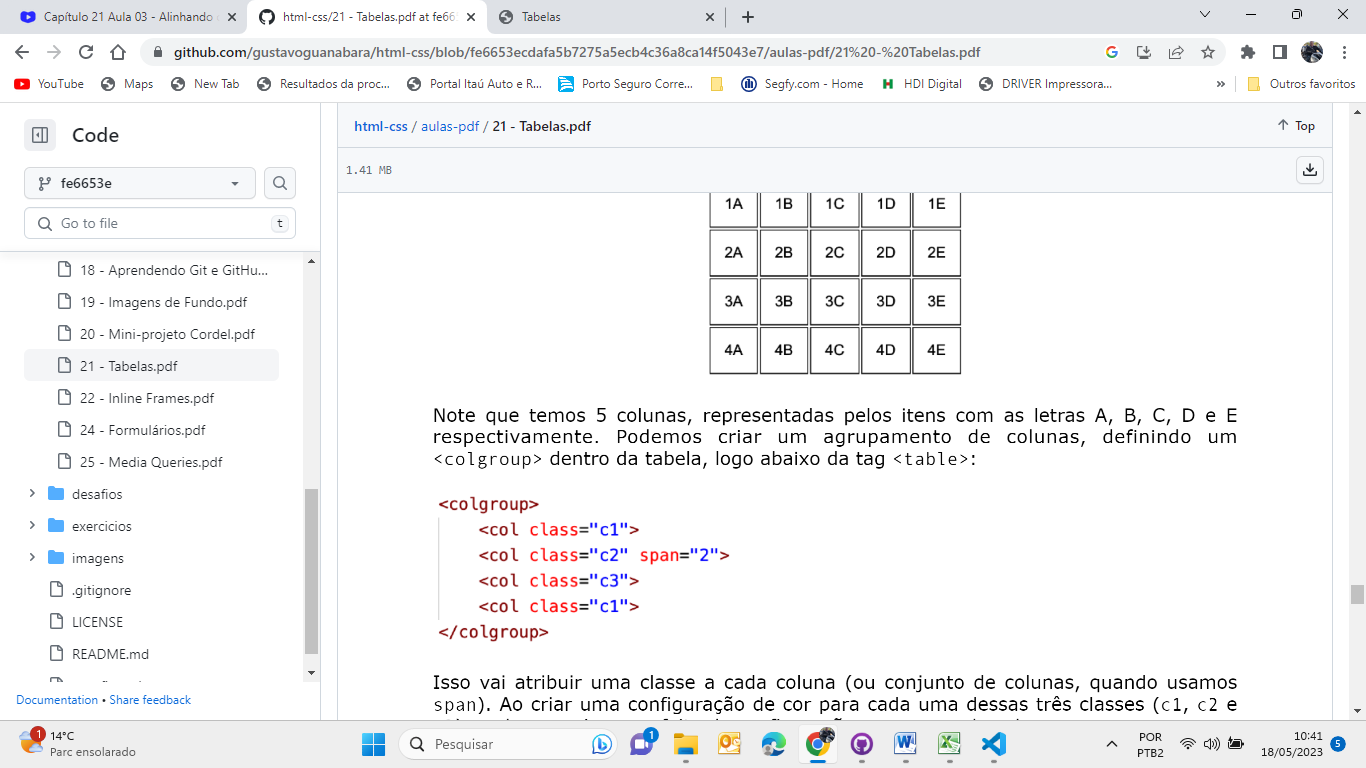 Capítulo 21 Aula 03 - Alinhando
html-css/21 - Tabelas.pdf at fe665
Tabelas
github.com/gustavoguanabara/html-css/blob/fe6653ecdafa5b7275a5ecb4c36a8ca14f5043e7/aulas-pdf/21%20-%20Tabelas.pdf
YouTube Maps New Tab Resultados da proc... Portal Itaú Auto e R... Porto Seguro Corre... Segfy.com - Home HDI Digital DRIVER Impressora... » Outros favoritos
Code
fe6653e
Go to file t
18 - Aprendendo Git e GitHu...
19 - Imagens de Fundo.pdf
20 - Mini-projeto Cordel.pdf
21 - Tabelas.pdf
22 - Inline Frames.pdf
24 - Formulários.pdf
25 - Media Queries.pdf
desafios
exercicios
imagens
.gitignore
LICENSE
README.md
Documentation • Share feedback
html-css / aulas-pdf / 21 - Tabelas.pdf
Top
1.41 MB
1A 1B 1C 1D 1E
2A 2B 2C 2D 2E
3A 3B 3C 3D 3E
4A 4B 4C 4D 4E
Note que temos 5 colunas, representadas pelos itens com as letras A, B, C, D e E
respectivamente. Podemos criar um agrupamento de colunas, definindo um
<colgroup> dentro da tabela, logo abaixo da tag <table>:
<colgroup>
<col class="c1">
<col class="c2" span="2">
<col class="c3">
<col class="c1">
</colgroup>
Isso vai atribuir uma classe a cada coluna (ou conjunto de colunas, quando usamos
span). Ao criar uma configuração de cor para cada uma dessas três classes (c1, c2 e
1
14°C
Parc ensolarado
Pesquisar
1
POR
PTB2
10:41
18/05/2023
5